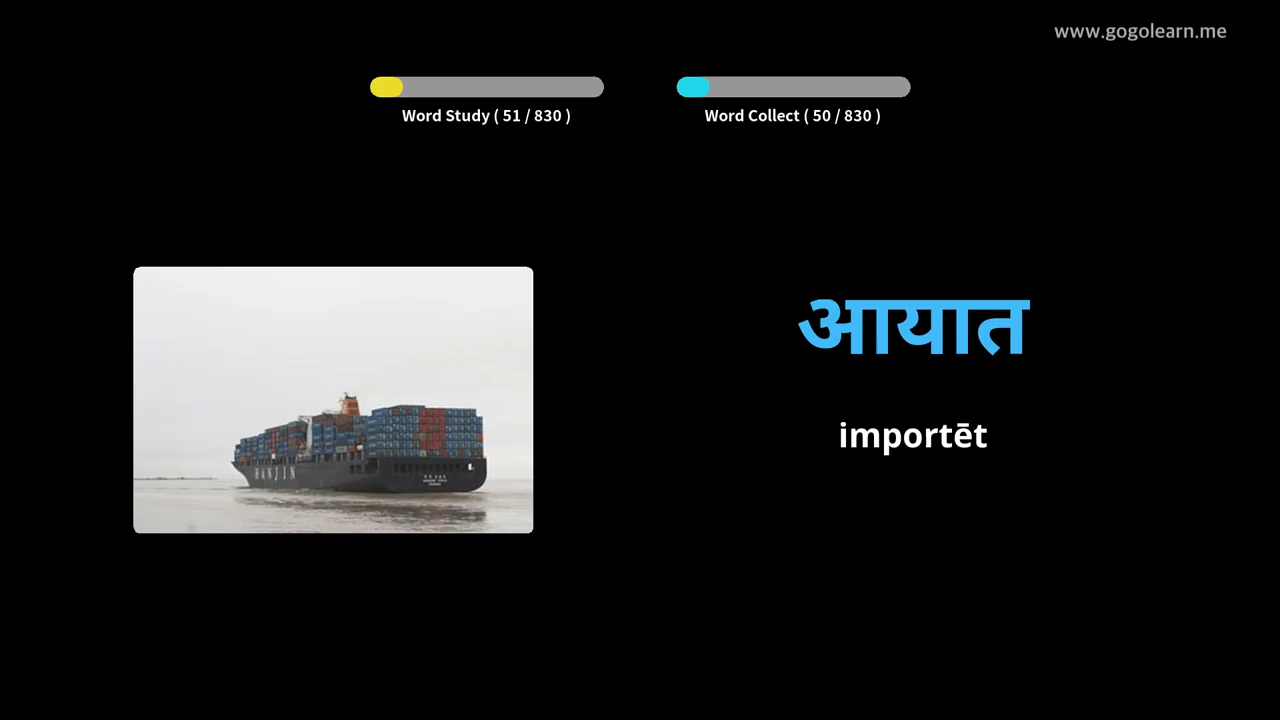 www.gogolearn.me
Word Study ( 51 / 830 )
Word Collect ( 50 / 830 )
आयात
importēt
HANJIN